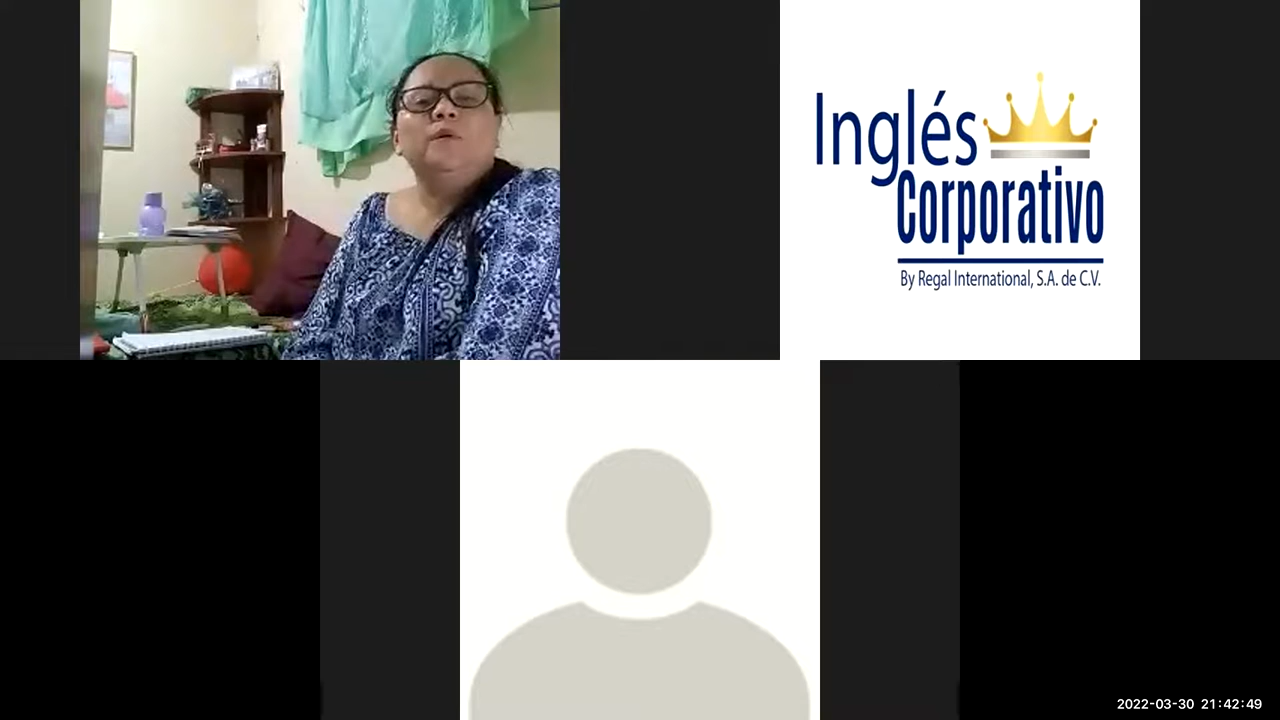 Inglés
Corporativo
By Regal International, S.A. de C.V.
2022-03-30 21:42:49